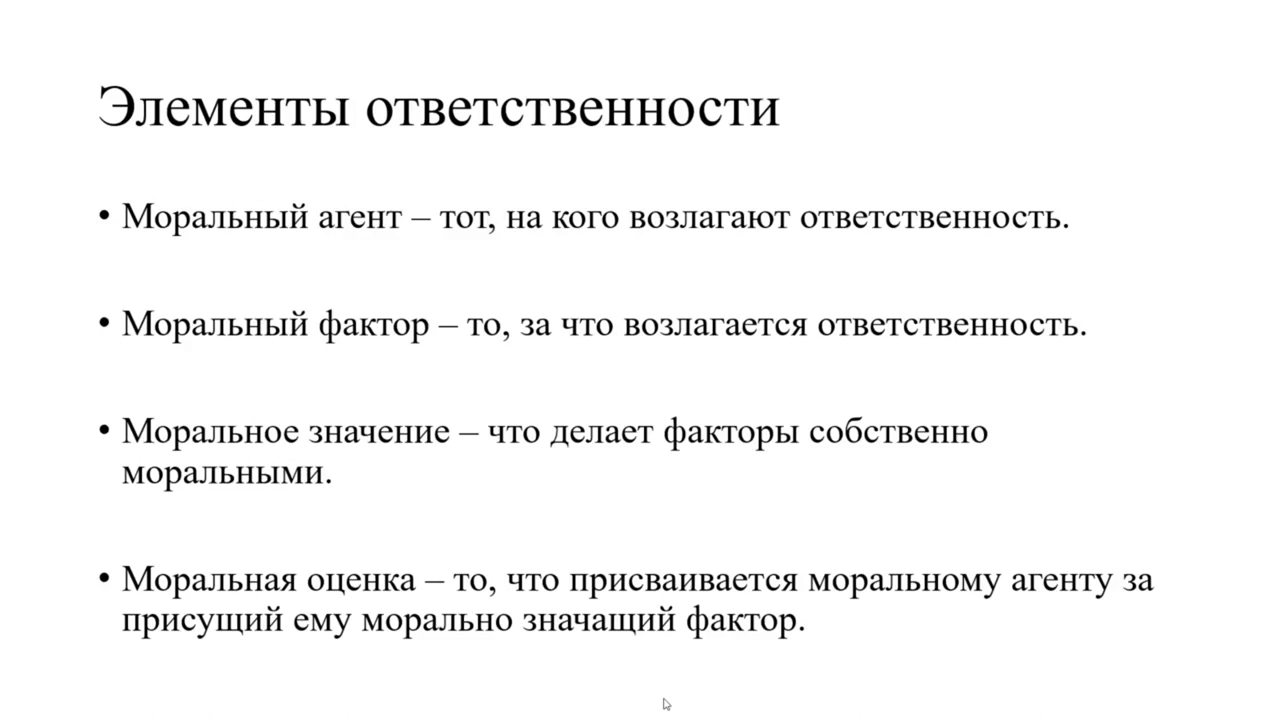 Элементы ответственности
• Моральный агент – тот, на кого возлагают ответственность.
• Моральный фактор – то, за что возлагается ответственность.
• Моральное значение – что делает факторы собственно
моральными.
• Моральная оценка – то, что присваивается моральному агенту за
присущий ему морально значащий фактор.